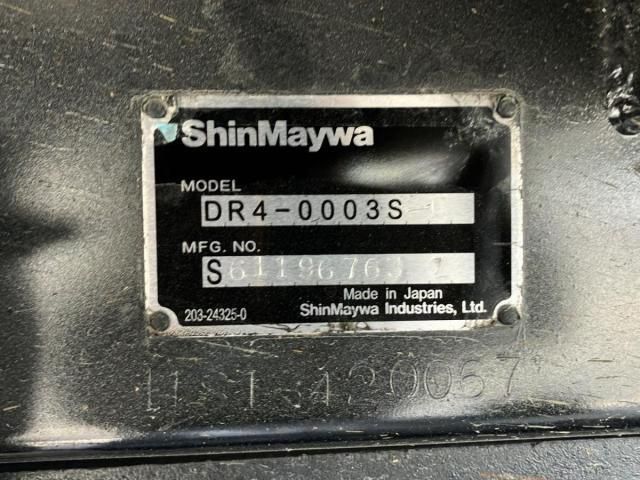 ShinMaywa
MODEL
DR4-0003S
MFG. NO.
Made in Japan
203-24325-0
ShinMaywa Industries, Ltd.